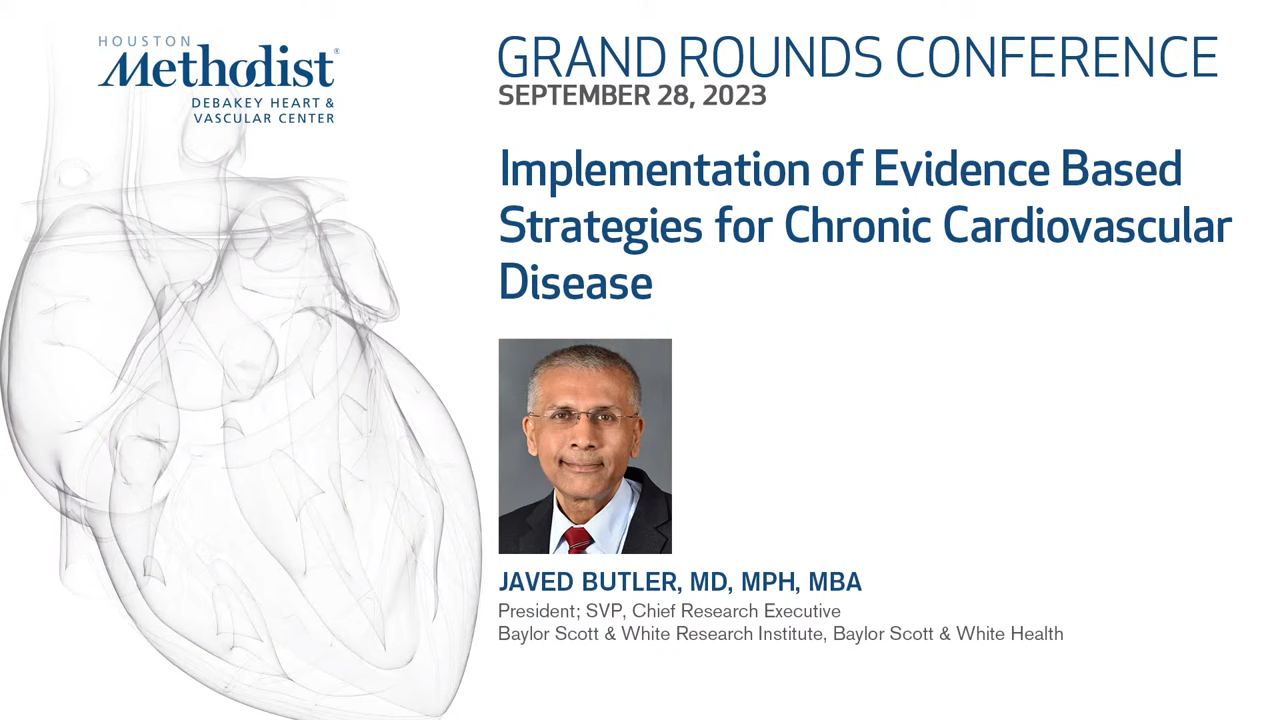 HOUSTON
Methodist®
DEBAKEY HEART &
VASCULAR CENTER
GRAND ROUNDS CONFERENCE
SEPTEMBER 28, 2023
Implementation of Evidence Based
Strategies for Chronic Cardiovascular
Disease
JAVED BUTLER, MD, MPH, MBA
President; SVP, Chief Research Executive
Baylor Scott & White Research Institute, Baylor Scott & White Health